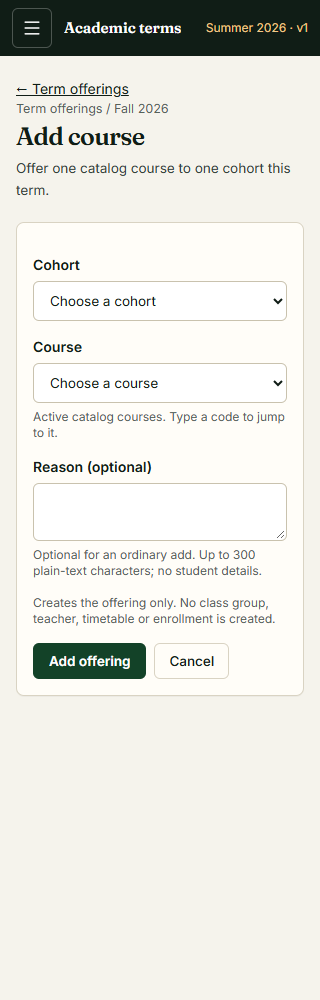 Academic terms
Summer 2026 · v1
← Term offerings
Term offerings / Fall 2026
Add course
Offer one catalog course to one cohort this
term.
Cohort
Choose a cohort
Course
Choose a course
Active catalog courses. Type a code to jump
to it.
Reason (optional)
Optional for an ordinary add. Up to 300
plain-text characters; no student details.
Creates the offering only. No class group,
teacher, timetable or enrollment is created.
Add offering
Cancel